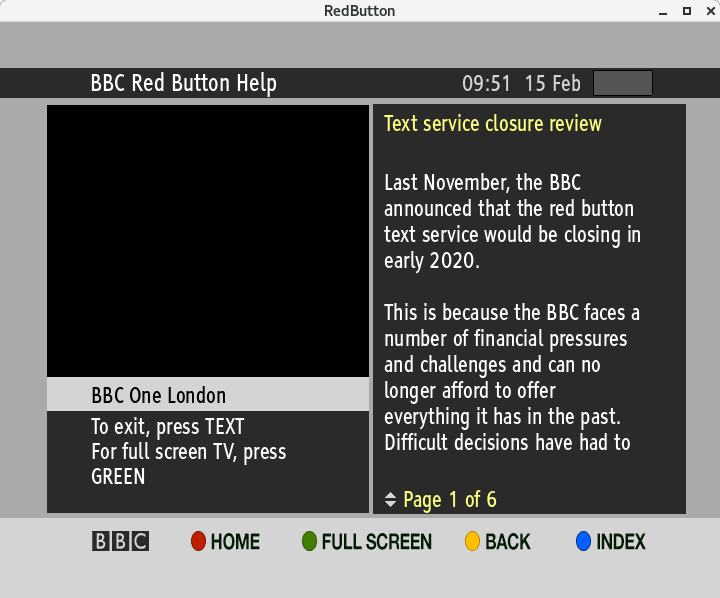 RedButton
BBC Red Button Help 09:51 15 Feb
Text service closure review
Last November, the BBC
announced that the red button
text service would be closing in
early 2020.
This is because the BBC faces a
number of financial pressures
and challenges and can no
longer afford to offer
everything it has in the past.
Difficult decisions have had to
Page 1 of 6
BBC One London
To exit, press TEXT
For full screen TV, press
GREEN
BBC HOME FULL SCREEN BACK INDEX